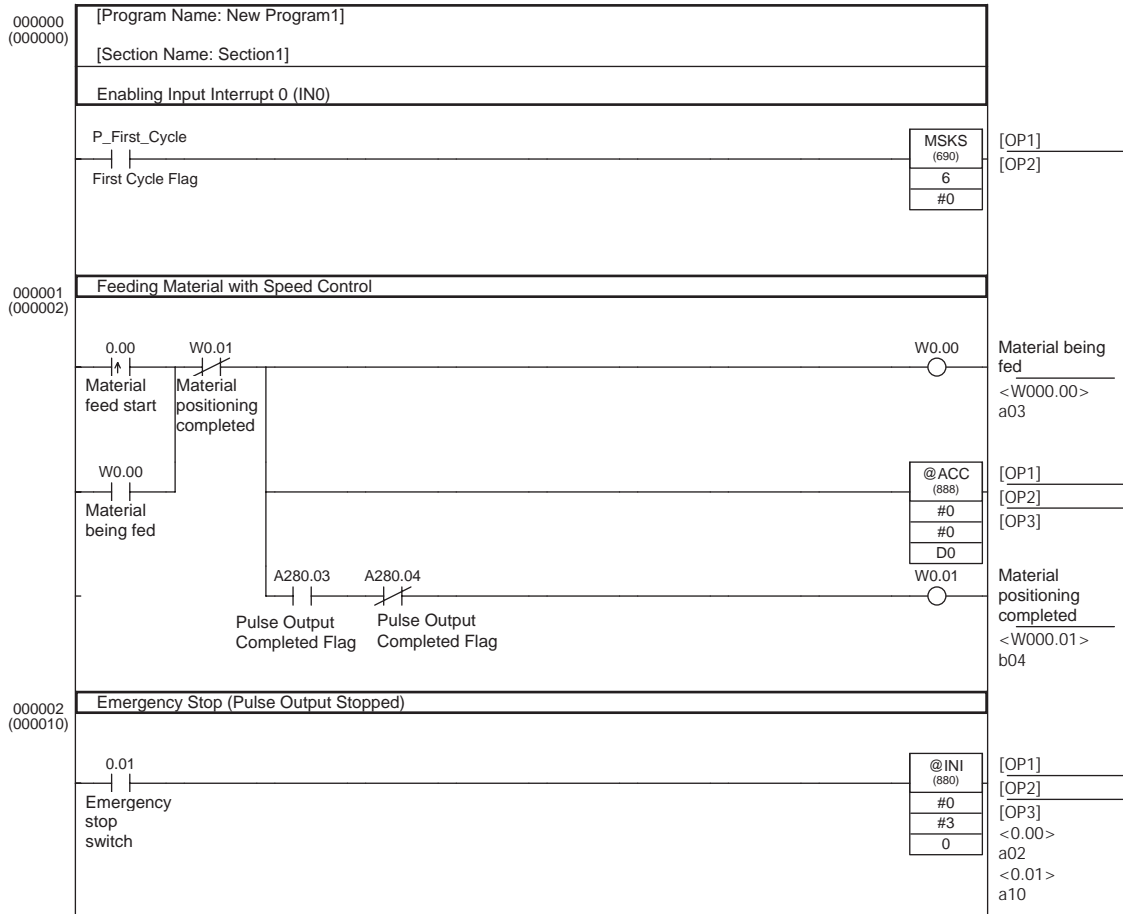 000000
(000000)
[Program Name: New Program1]
[Section Name: Section1]
Enabling Input Interrupt 0 (IN0)
P_First_Cycle
First Cycle Flag
MSKS
(690)
6
#0
[OP1]
[OP2]
000001
(000002)
Feeding Material with Speed Control
0.00
Material
feed start
W0.01
Material
positioning
completed
W0.00
Material being
fed
<W000.00>
a03
W0.00
Material
being fed
@ACC
(888)
#0
#0
D0
[OP1]
[OP2]
[OP3]
A280.03
Pulse Output
Completed Flag
A280.04
Pulse Output
Completed Flag
W0.01
Material
positioning
completed
<W000.01>
b04
000002
(000010)
Emergency Stop (Pulse Output Stopped)
0.01
Emergency
stop
switch
@INI
(880)
#0
#3
0
[OP1]
[OP2]
[OP3]
<0.00>
a02
<0.01>
a10